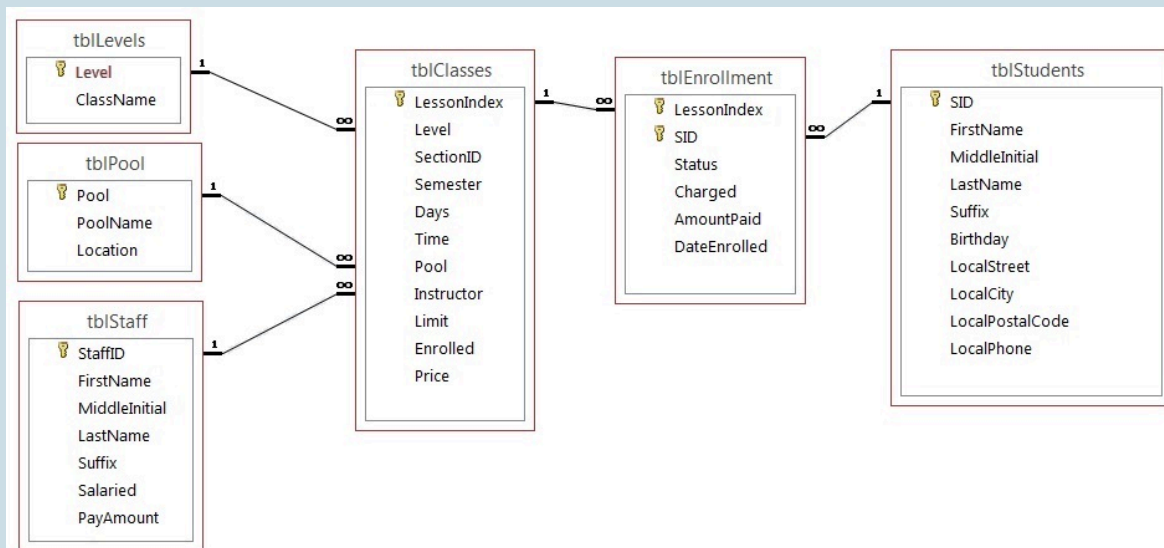 tblLevels
Level
ClassName
tblPool
Pool
PoolName
Location
tblStaff
StaffID
FirstName
MiddleInitial
LastName
Suffix
Salaried
PayAmount
1
∞
1
∞
1
∞
tblClasses
LessonIndex
Level
SectionID
Semester
Days
Time
Pool
Instructor
Limit
Enrolled
Price
1
∞
tblEnrollment
LessonIndex
SID
Status
Charged
AmountPaid
DateEnrolled
∞
1
tblStudents
SID
FirstName
MiddleInitial
LastName
Suffix
Birthday
LocalStreet
LocalCity
LocalPostalCode
LocalPhone